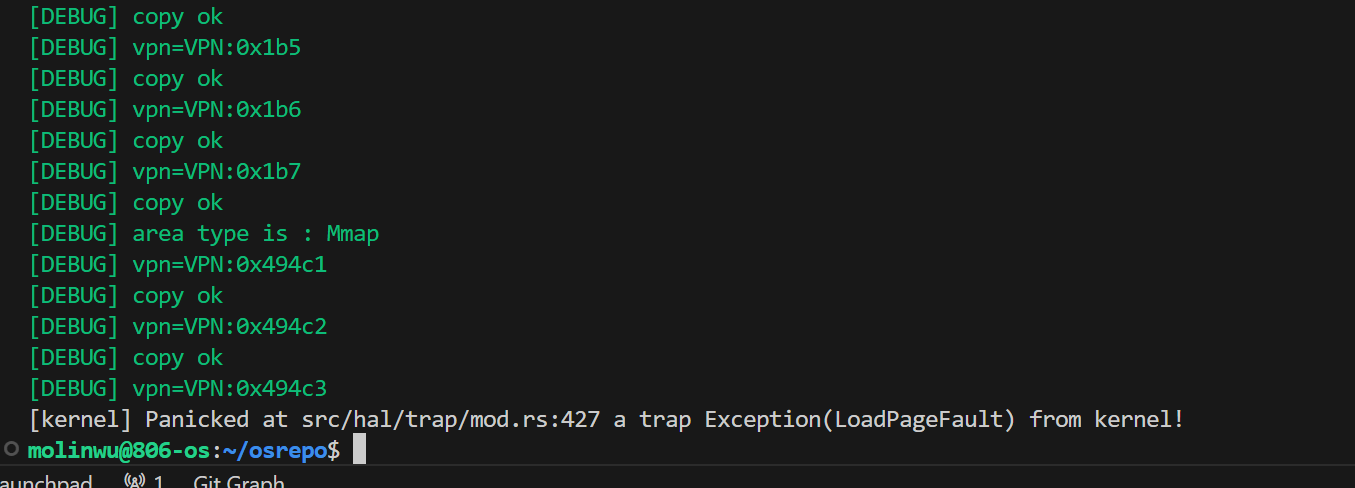 [DEBUG] copy ok
[DEBUG] vpn=VPN:0x1b5
[DEBUG] copy ok
[DEBUG] vpn=VPN:0x1b6
[DEBUG] copy ok
[DEBUG] vpn=VPN:0x1b7
[DEBUG] copy ok
[DEBUG] area type is : Mmap
[DEBUG] vpn=VPN:0x494c1
[DEBUG] copy ok
[DEBUG] vpn=VPN:0x494c2
[DEBUG] copy ok
[DEBUG] vpn=VPN:0x494c3
[kernel] Panicked at src/hal/trap/mod.rs:427 a trap Exception(LoadPageFault) from kernel!
molinwu@806-os:~/osrepo$
aunchpad 1 Git Graph